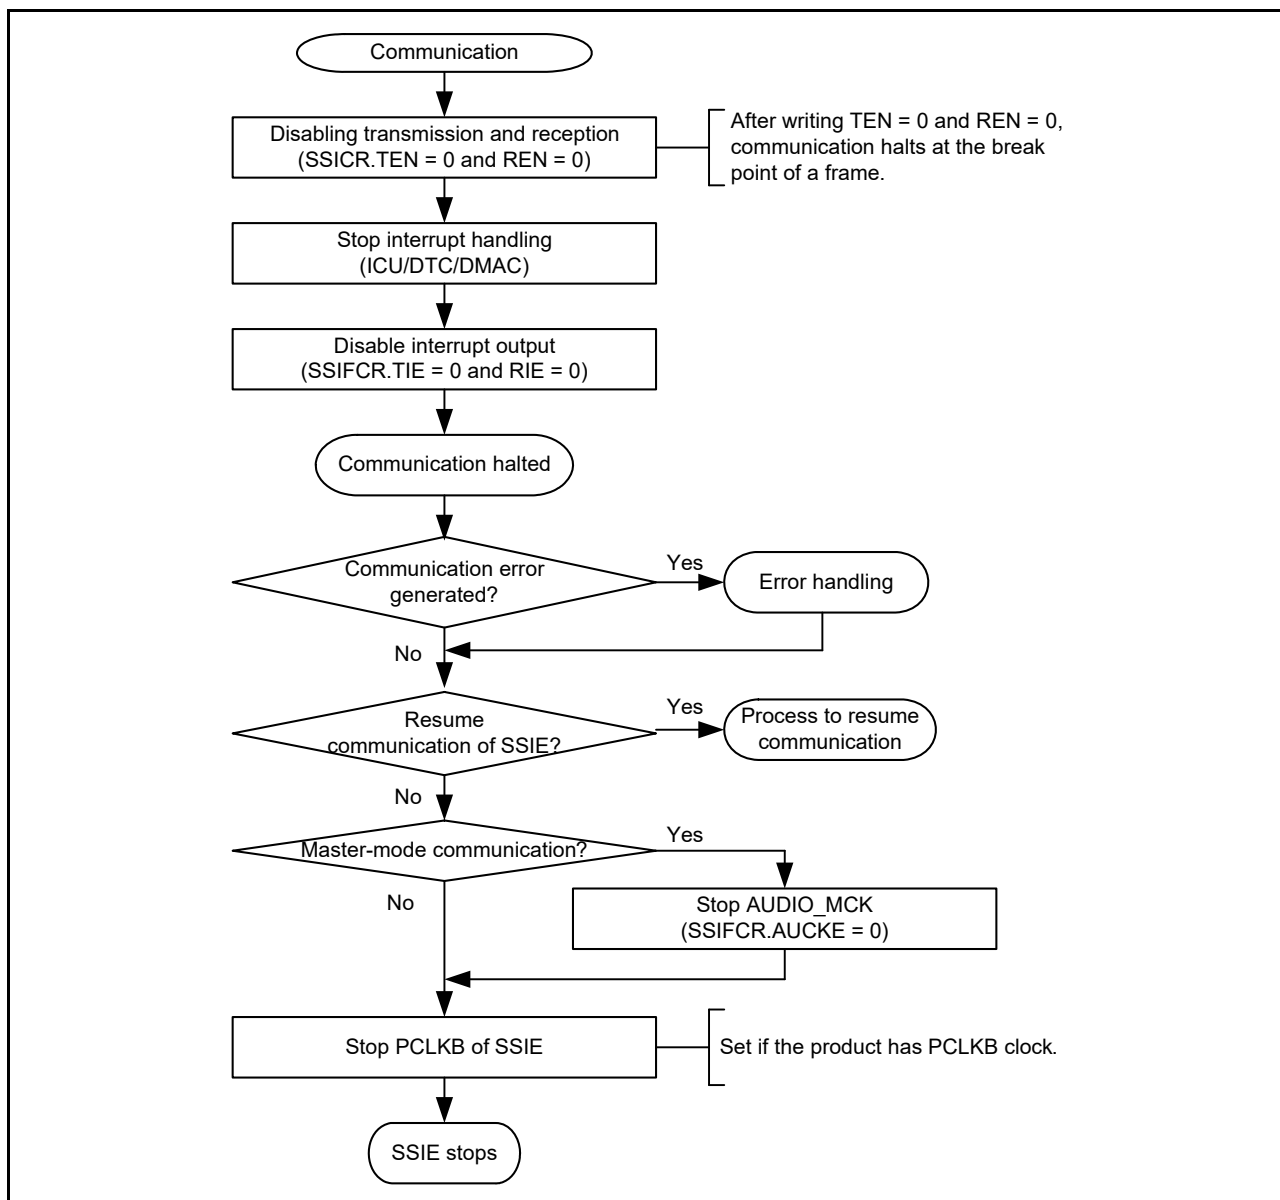 Communication
Disabling transmission and reception
(SSICR.TEN = 0 and REN = 0)
After writing TEN = 0 and REN = 0,
communication halts at the break
point of a frame.
Stop interrupt handling
(ICU/DTC/DMAC)
Disable interrupt output
(SSIFCR.TIE = 0 and RIE = 0)
Communication halted
Communication error
generated?
Yes
Error handling
No
Resume
communication of SSIE?
Yes
Process to resume
communication
No
Master-mode communication?
Yes
No
Stop AUDIO_MCK
(SSIFCR.AUCKE = 0)
Stop PCLKB of SSIE
Set if the product has PCLKB clock.
SSIE stops